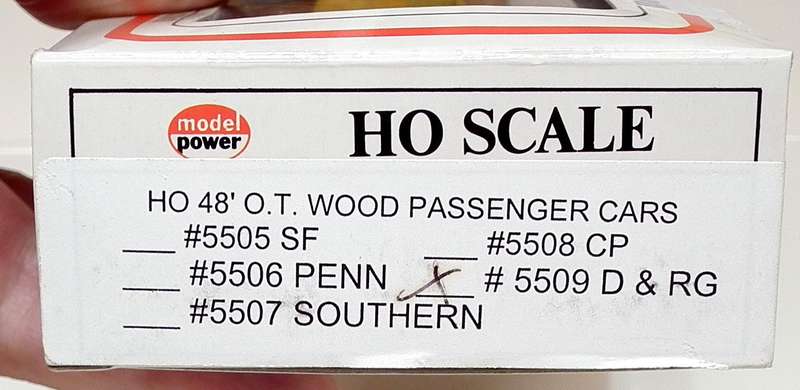 model
power
HO SCALE
HO 48' O.T. WOOD PASSENGER CARS
___ #5505 SF ___ #5508 CP
___ #5506 PENN _X_ # 5509 D & RG
___ #5507 SOUTHERN